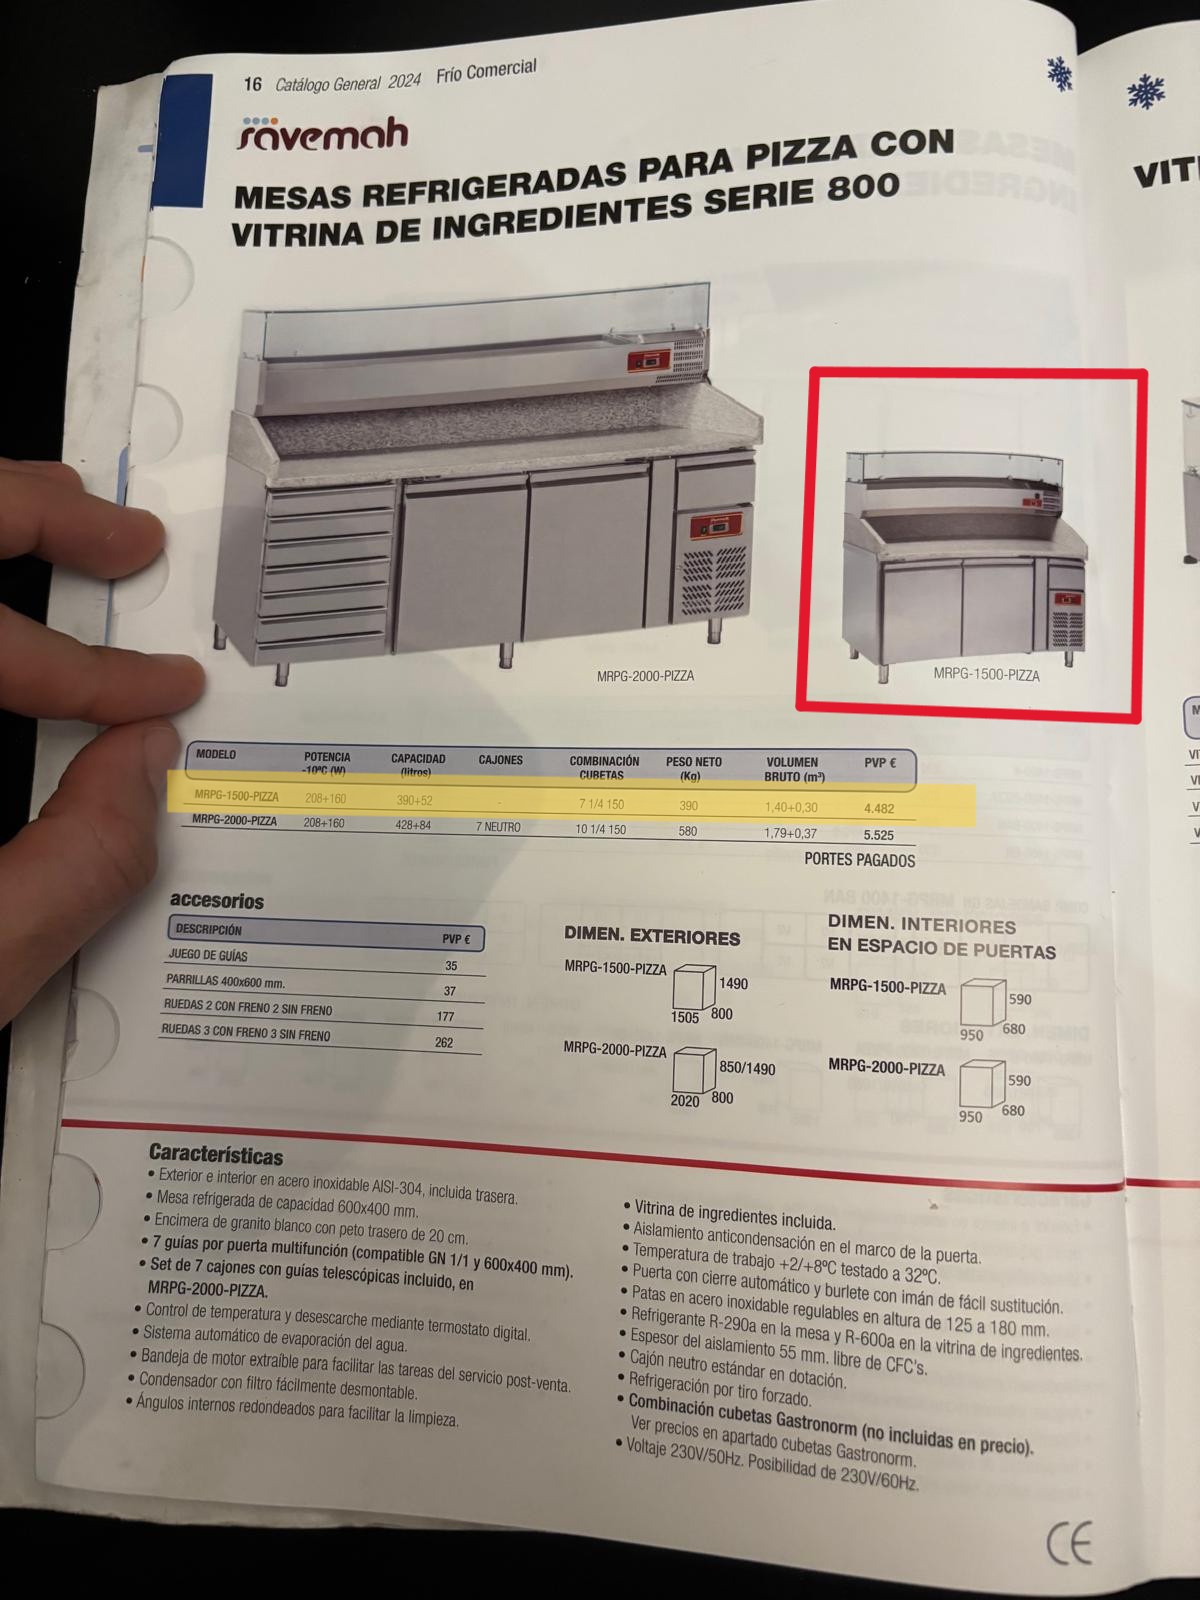 16 Catálogo General 2024 Frío Comercial
savemah
MESAS REFRIGERADAS PARA PIZZA CON
VITRINA DE INGREDIENTES SERIE 800
VIT
MRPG-2000-PIZZA
MRPG-1500-PIZZA
MODELO POTENCIA -10ºC (W) CAPACIDAD (litros) CAJONES COMBINACIÓN CUBETAS PESO NETO (Kg) VOLUMEN BRUTO (m³) PVP €
MRPG-1500-PIZZA 208+160 390+52 - 7 1/4 150 390 1,40+0,30 4.482
MRPG-2000-PIZZA 208+160 428+84 7 NEUTRO 10 1/4 150 580 1,79+0,37 5.525
PORTES PAGADOS
accesorios
DESCRIPCIÓN PVP €
JUEGO DE GUÍAS 35
PARRILLAS 400x600 mm. 37
RUEDAS 2 CON FRENO 2 SIN FRENO 177
RUEDAS 3 CON FRENO 3 SIN FRENO 262
DIMEN. EXTERIORES
MRPG-1500-PIZZA 1490
1505 800
MRPG-2000-PIZZA 850/1490
2020 800
DIMEN. INTERIORES
EN ESPACIO DE PUERTAS
MRPG-1500-PIZZA 590
950 680
MRPG-2000-PIZZA 590
950 680
Características
• Exterior e interior en acero inoxidable AISI-304, incluida trasera.
• Mesa refrigerada de capacidad 600x400 mm.
• Encimera de granito blanco con peto trasero de 20 cm.
• 7 guías por puerta multifunción (compatible GN 1/1 y 600x400 mm).
• Set de 7 cajones con guías telescópicas incluido, en
MRPG-2000-PIZZA.
• Control de temperatura y desescarche mediante termostato digital.
• Sistema automático de evaporación del agua.
• Bandeja de motor extraíble para facilitar las tareas del servicio post-venta.
• Condensador con filtro fácilmente desmontable.
• Ángulos internos redondeados para facilitar la limpieza.
• Vitrina de ingredientes incluida.
• Aislamiento anticondensación en el marco de la puerta.
• Temperatura de trabajo +2/+8ºC testado a 32ºC.
• Puerta con cierre automático y burlete con imán de fácil sustitución.
• Patas en acero inoxidable regulables en altura de 125 a 180 mm.
• Refrigerante R-290a en la mesa y R-600a en la vitrina de ingredientes.
• Espesor del aislamiento 55 mm. libre de CFC's.
• Cajón neutro estándar en dotación.
• Refrigeración por tiro forzado.
• Combinación cubetas Gastronorm (no incluidas en precio).
Ver precios en apartado cubetas Gastronorm.
• Voltaje 230V/50Hz. Posibilidad de 230V/60Hz.
CE